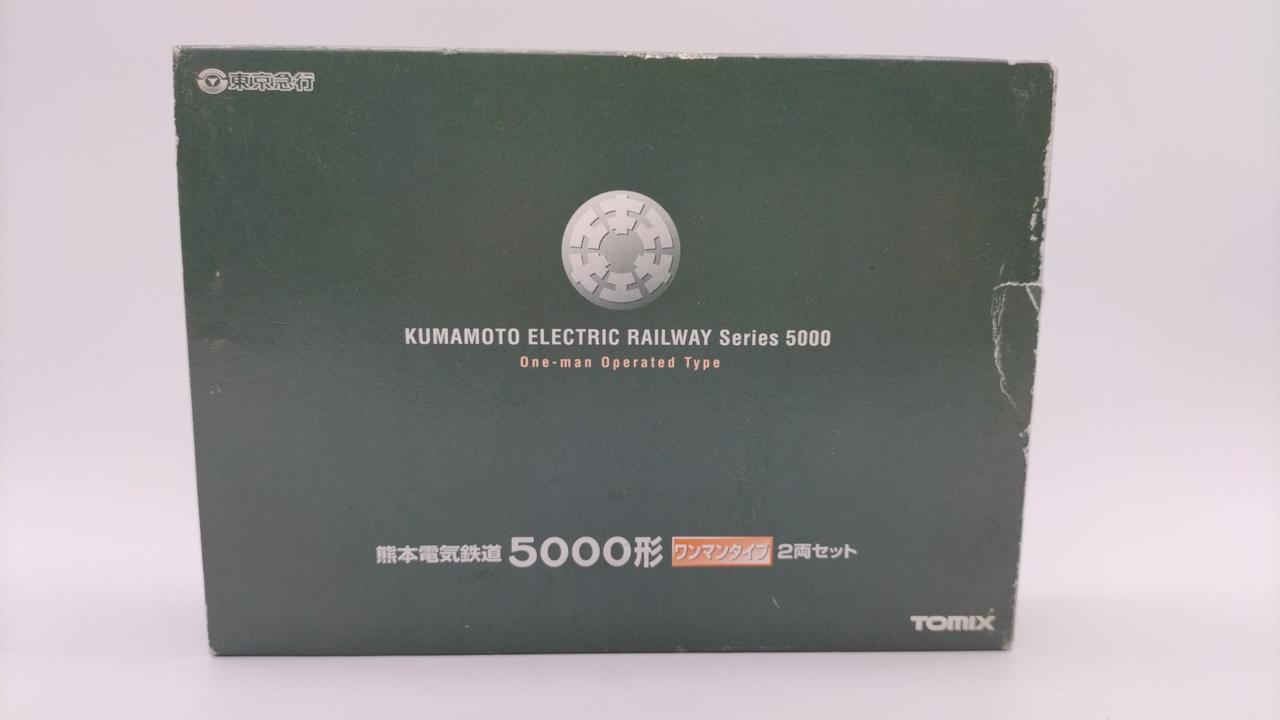 東京急行
KUMAMOTO ELECTRIC RAILWAY Series 5000
One-man Operated Type
熊本電気鉄道 5000形 ワンマンタイプ 2両セット
TOMIX